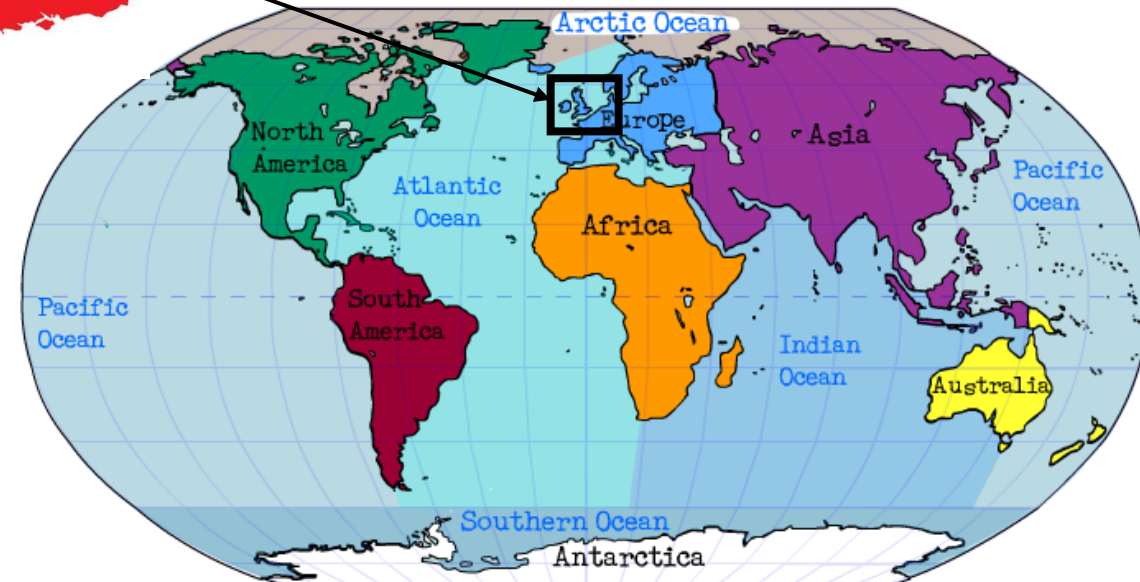 Arctic Ocean
North
America
Europe
Asia
Atlantic
Ocean
Pacific
Ocean
Africa
Pacific
Ocean
South
America
Indian
Ocean
Australia
Southern Ocean
Antarctica